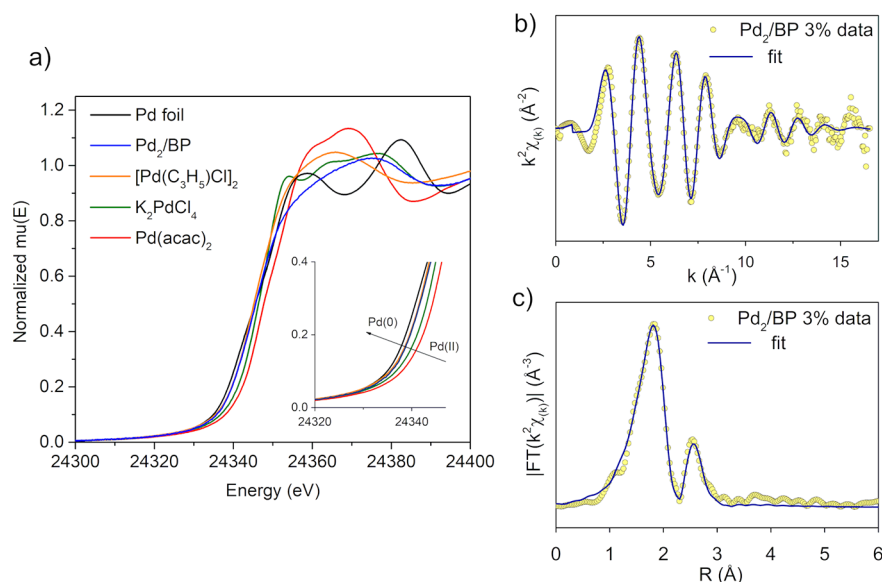 a)
Normalized mu(E)
1.2
1.0
0.8
0.6
0.4
0.2
0.0
Pd foil
Pd₂/BP
[Pd(C₃H₅)Cl]₂
K₂PdCl₄
Pd(acac)₂
0.4
0.2
0.0
Pd(0)
Pd(II)
24320
24340
24300
24320
24340
24360
24380
24400
Energy (eV)
b)
Pd₂/BP 3% data
fit
k²χ₍ₖ₎ (Å⁻²)
0
5
10
15
k (Å⁻¹)
c)
Pd₂/BP 3% data
fit
|FT(k²χ₍ₖ₎)| (Å⁻³)
0
1
2
3
4
5
6
R (Å)